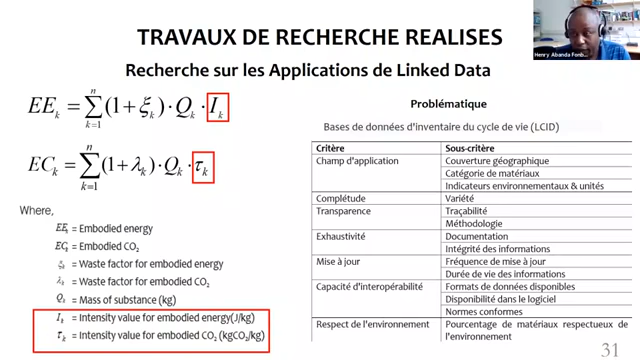 TRAVAUX DE RECHERCHE REALISES
Henry Abanda Fonb...
Recherche sur les Applications de Linked Data
EE_k = \sum_{k=1}^{n} (1 + ξ_k) · Q_k · I_k
EC_k = \sum_{k=1}^{n} (1 + λ_k) · Q_k · τ_k
Where,
EE_k = Embodied energy
EC_k = Embodied CO₂
ξ_k = Waste factor for embodied energy
λ_k = Waste factor for embodied CO₂
Q_k = Mass of substance (kg)
I_k = Intensity value for embodied energy(J/kg)
τ_k = Intensity value for embodied CO₂ (kgCO₂/kg)
Problématique
Bases de données d'inventaire du cycle de vie (LCID)
Critère Sous-critère
Champ d'application Couverture géographique
Catégorie de matériaux
Indicateurs environnementaux & unités
Complétude Variété
Transparence Traçabilité
Méthodologie
Exhaustivité Documentation
Intégrité des informations
Mise à jour Fréquence de mise à jour
Durée de vie des informations
Capacité d'interopérabilité Formats de données disponibles
Disponibilité dans le logiciel
Normes conformes
Respect de l'environnement Pourcentage de matériaux respectueux de
l'environnement
31